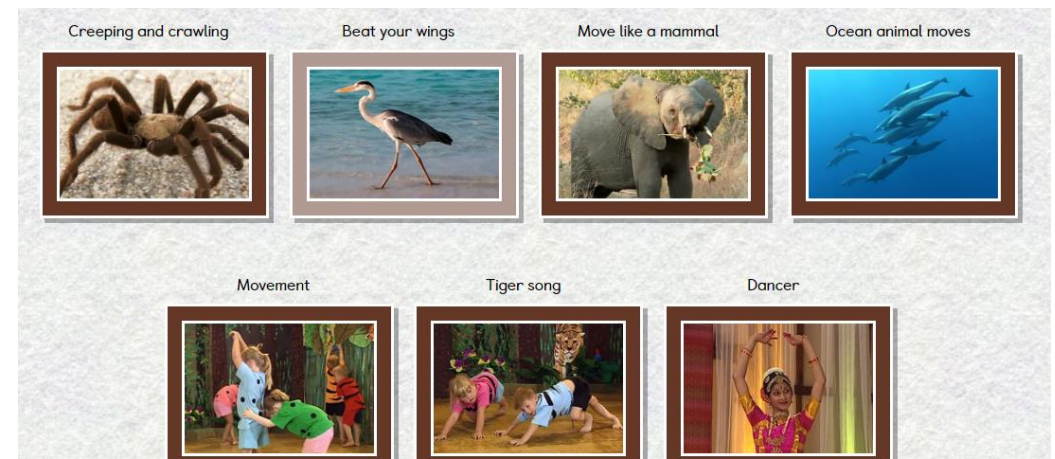 Creeping and crawling
Beat your wings
Move like a mammal
Ocean animal moves
Movement
Tiger song
Dancer